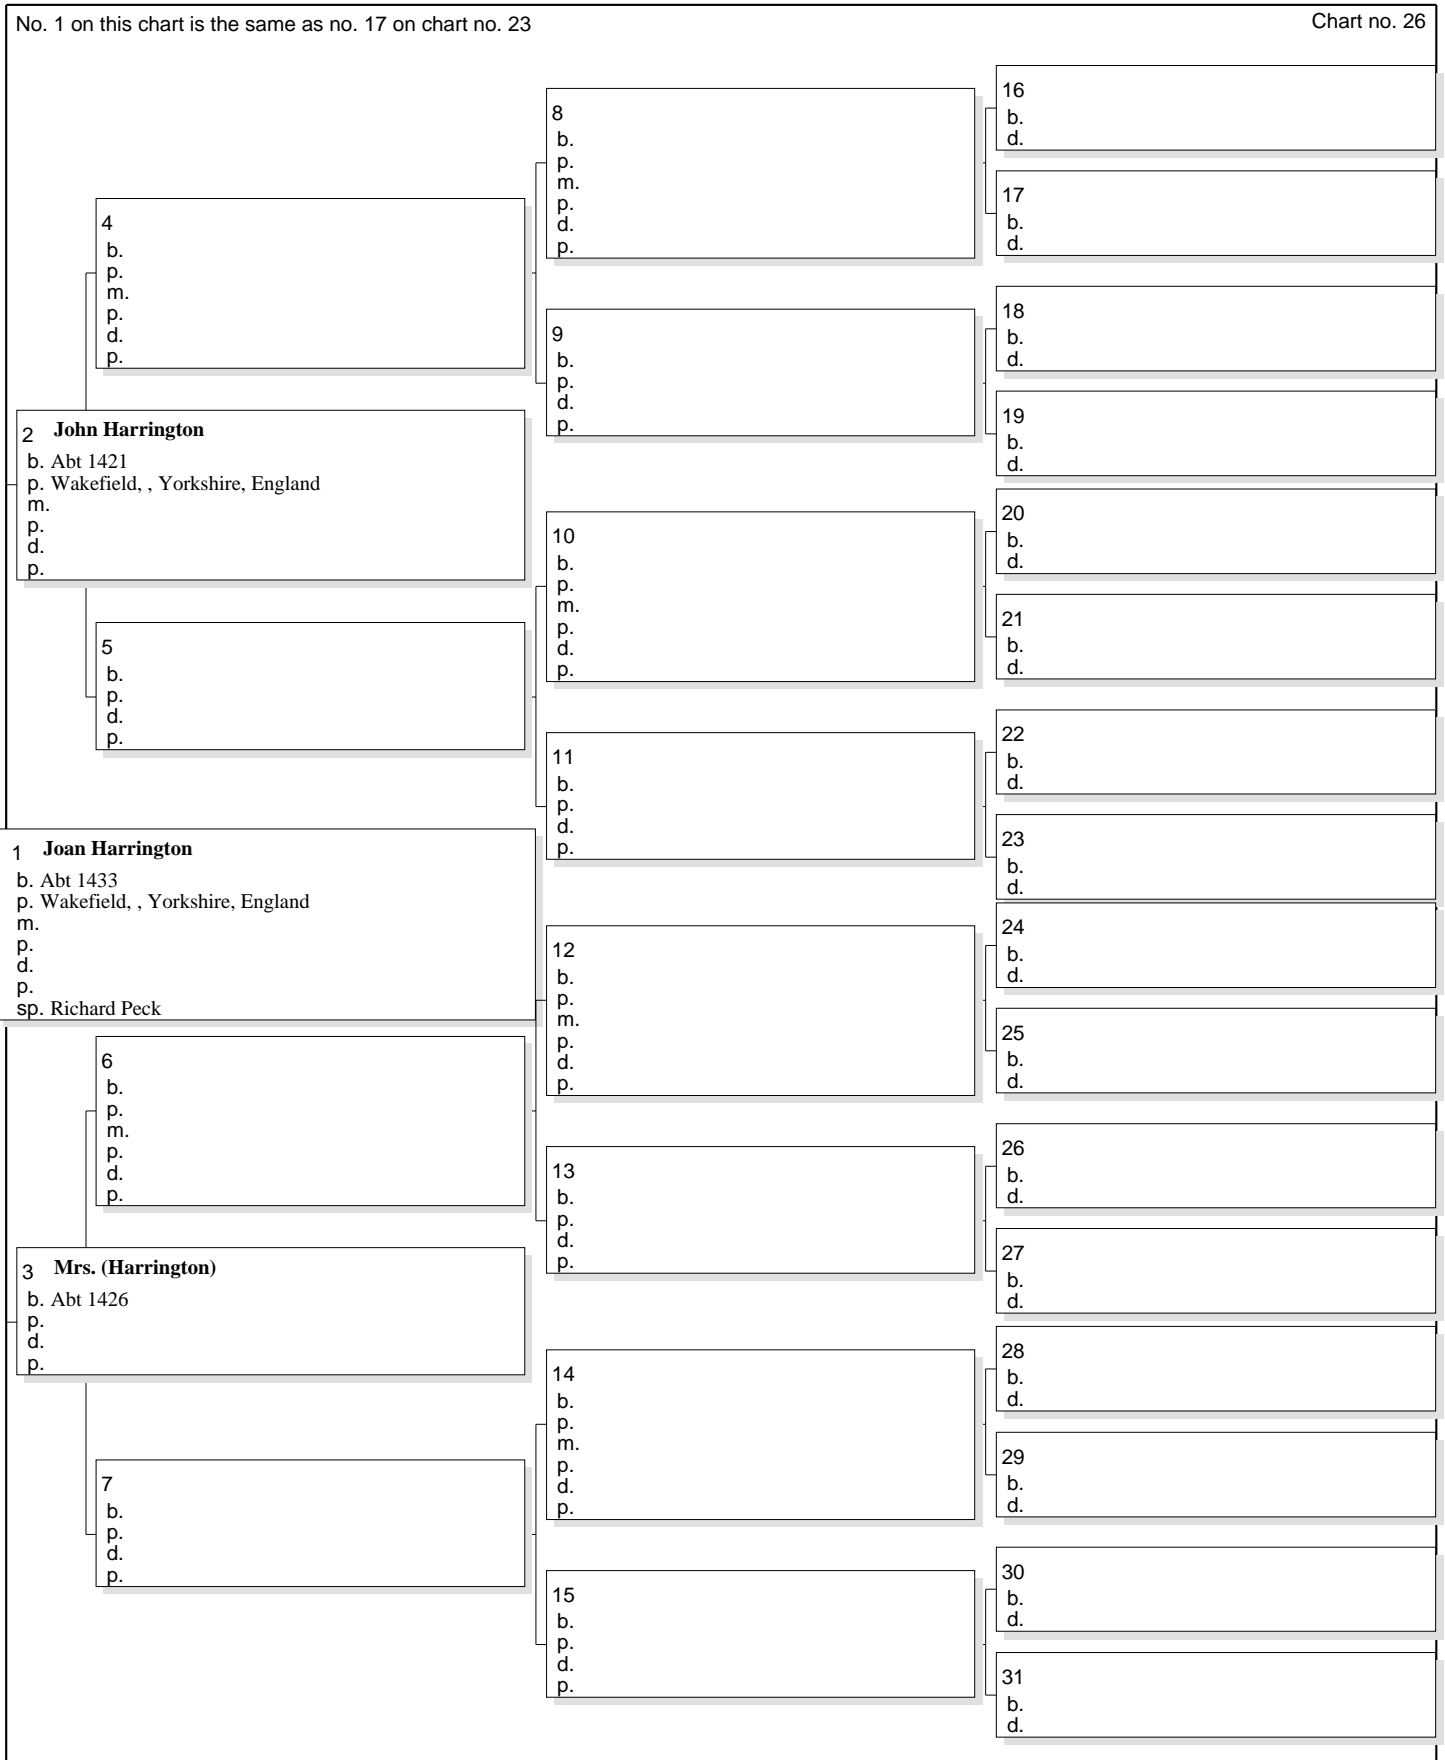 No. 1 on this chart is the same as no. 17 on chart no. 23
Chart no. 26
4
b.
p.
m.
p.
d.
p.
2 John Harrington
b. Abt 1421
p. Wakefield, , Yorkshire, England
m.
p.
d.
p.
5
b.
p.
d.
p.
1 Joan Harrington
b. Abt 1433
p. Wakefield, , Yorkshire, England
m.
p.
d.
p.
sp. Richard Peck
6
b.
p.
m.
p.
d.
p.
3 Mrs. (Harrington)
b. Abt 1426
p.
d.
p.
7
b.
p.
d.
p.
8
b.
p.
m.
p.
d.
p.
9
b.
p.
d.
p.
10
b.
p.
m.
p.
d.
p.
11
b.
p.
d.
p.
12
b.
p.
m.
p.
d.
p.
13
b.
p.
d.
p.
14
b.
p.
m.
p.
d.
p.
15
b.
p.
d.
p.
16
b.
d.
17
b.
d.
18
b.
d.
19
b.
d.
20
b.
d.
21
b.
d.
22
b.
d.
23
b.
d.
24
b.
d.
25
b.
d.
26
b.
d.
27
b.
d.
28
b.
d.
29
b.
d.
30
b.
d.
31
b.
d.